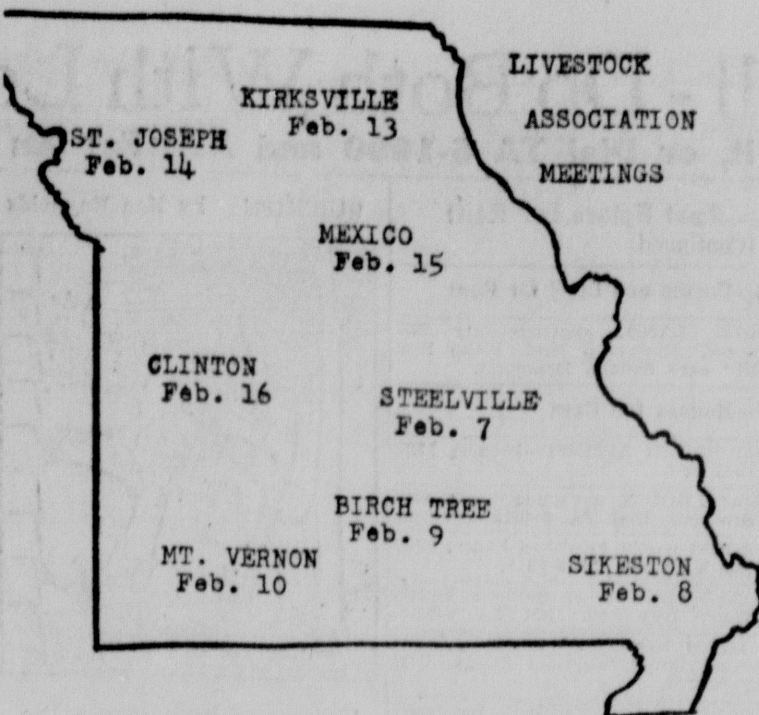 LIVESTOCK
ASSOCIATION
MEETINGS
KIRKSVILLE
Feb. 13
ST. JOSEPH
Feb. 14
MEXICO
Feb. 15
CLINTON
Feb. 16
STEELVILLE
Feb. 7
BIRCH TREE
Feb. 9
MT. VERNON
Feb. 10
SIKESTON
Feb. 8